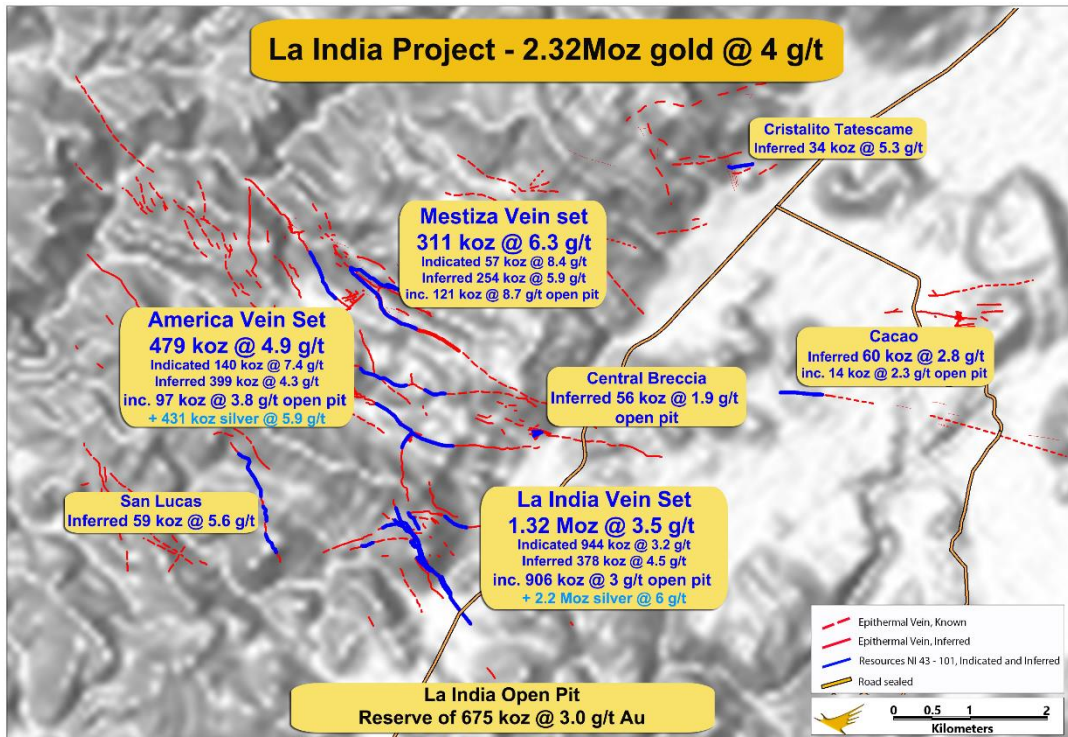 La India Project - 2.32Moz gold @ 4 g/t
Cristalito Tatescame
Inferred 34 koz @ 5.3 g/t
Mestiza Vein set
311 koz @ 6.3 g/t
Indicated 57 koz @ 8.4 g/t
Inferred 254 koz @ 5.9 g/t
inc. 121 koz @ 8.7 g/t open pit
America Vein Set
479 koz @ 4.9 g/t
Indicated 140 koz @ 7.4 g/t
Inferred 399 koz @ 4.3 g/t
inc. 97 koz @ 3.8 g/t open pit
+ 431 koz silver @ 5.9 g/t
Cacao
Inferred 60 koz @ 2.8 g/t
inc. 14 koz @ 2.3 g/t open pit
Central Breccia
Inferred 56 koz @ 1.9 g/t
open pit
San Lucas
Inferred 59 koz @ 5.6 g/t
La India Vein Set
1.32 Moz @ 3.5 g/t
Indicated 944 koz @ 3.2 g/t
Inferred 378 koz @ 4.5 g/t
inc. 906 koz @ 3 g/t open pit
+ 2.2 Moz silver @ 6 g/t
La India Open Pit
Reserve of 675 koz @ 3.0 g/t Au
Epithermal Vein, Known
Epithermal Vein, Inferred
Resources NI 43 - 101, Indicated and Inferred
Road sealed
0 0.5 1 2
Kilometers